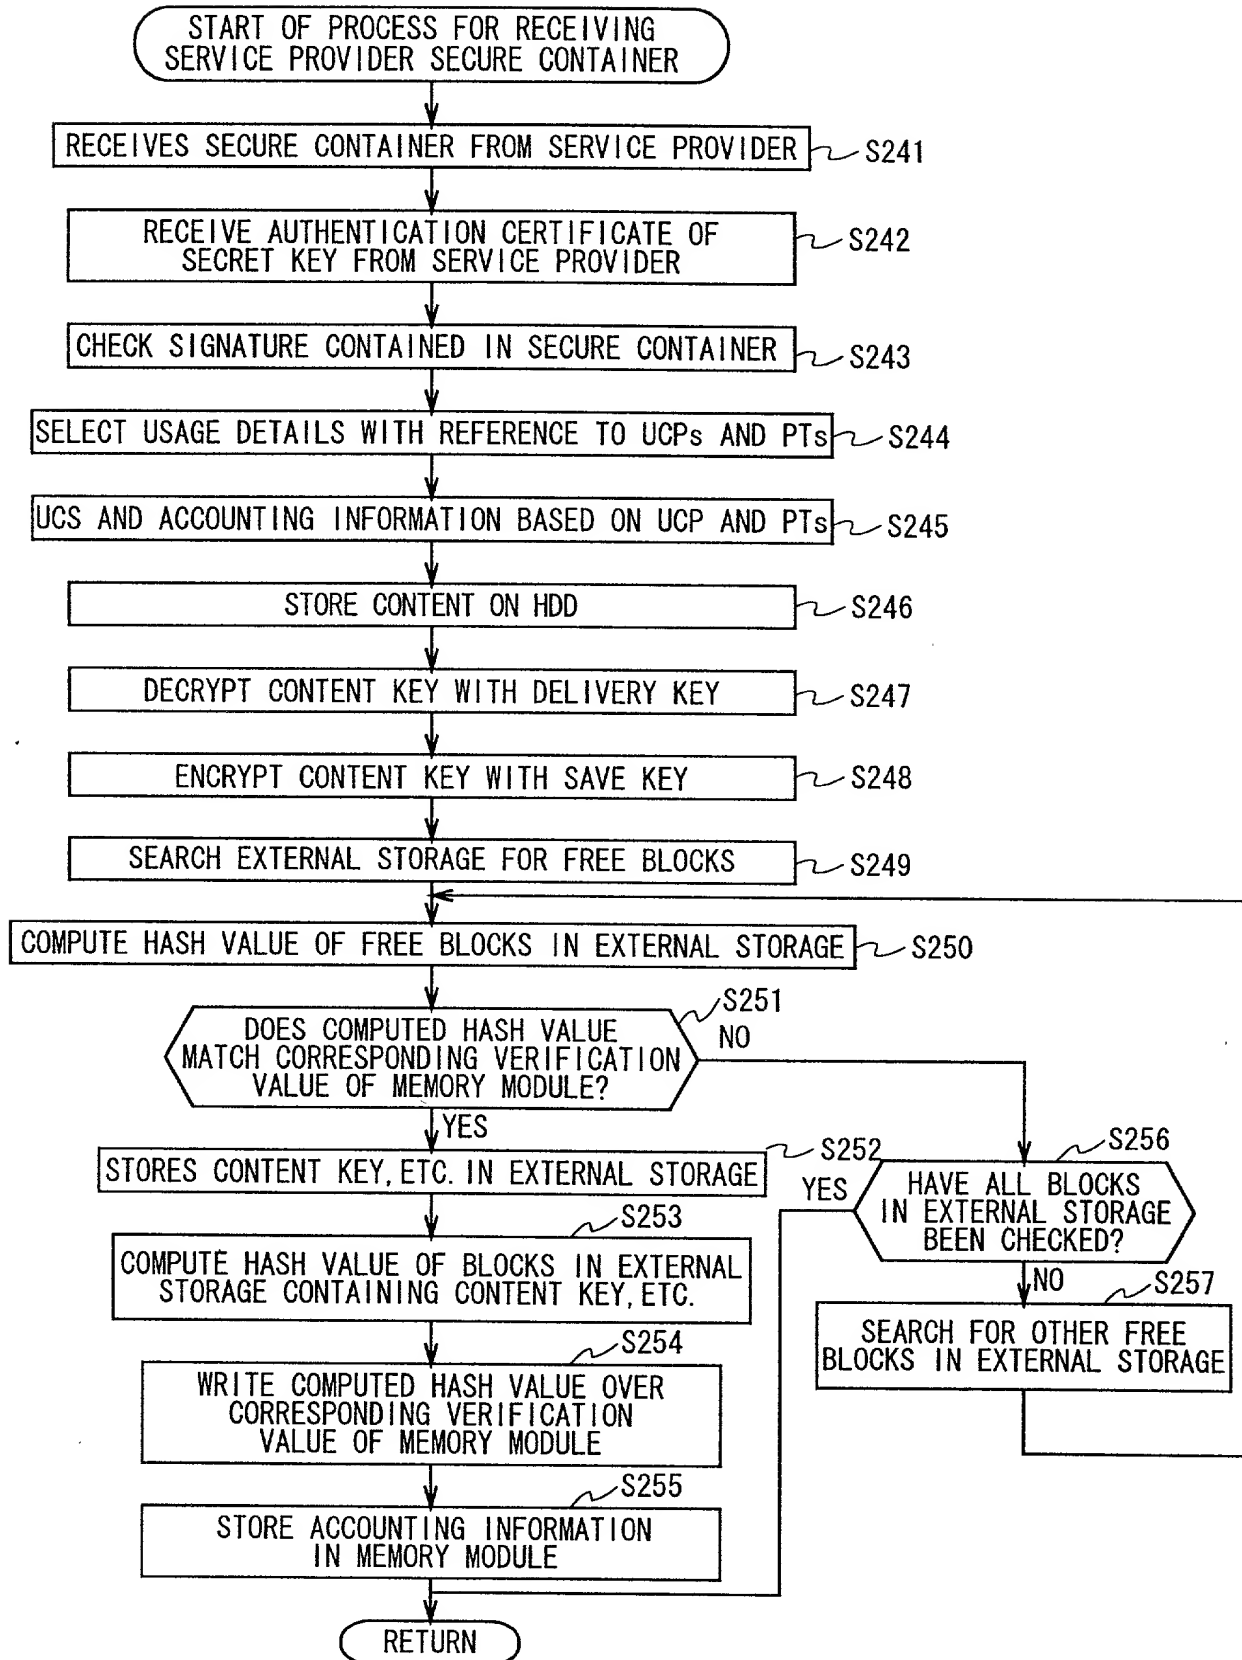 START OF PROCESS FOR RECEIVING
SERVICE PROVIDER SECURE CONTAINER
RECEIVES SECURE CONTAINER FROM SERVICE PROVIDER
S241
RECEIVE AUTHENTICATION CERTIFICATE OF
SECRET KEY FROM SERVICE PROVIDER
S242
CHECK SIGNATURE CONTAINED IN SECURE CONTAINER
S243
SELECT USAGE DETAILS WITH REFERENCE TO UCPs AND PTs
S244
UCS AND ACCOUNTING INFORMATION BASED ON UCP AND PTs
S245
STORE CONTENT ON HDD
S246
DECRYPT CONTENT KEY WITH DELIVERY KEY
S247
ENCRYPT CONTENT KEY WITH SAVE KEY
S248
SEARCH EXTERNAL STORAGE FOR FREE BLOCKS
S249
COMPUTE HASH VALUE OF FREE BLOCKS IN EXTERNAL STORAGE
S250
S251
DOES COMPUTED HASH VALUE
MATCH CORRESPONDING VERIFICATION
VALUE OF MEMORY MODULE?
NO
YES
S252
STORES CONTENT KEY, ETC. IN EXTERNAL STORAGE
S256
HAVE ALL BLOCKS
IN EXTERNAL STORAGE
BEEN CHECKED?
YES
NO
S253
COMPUTE HASH VALUE OF BLOCKS IN EXTERNAL
STORAGE CONTAINING CONTENT KEY, ETC.
S257
SEARCH FOR OTHER FREE
BLOCKS IN EXTERNAL STORAGE
S254
WRITE COMPUTED HASH VALUE OVER
CORRESPONDING VERIFICATION
VALUE OF MEMORY MODULE
S255
STORE ACCOUNTING INFORMATION
IN MEMORY MODULE
RETURN